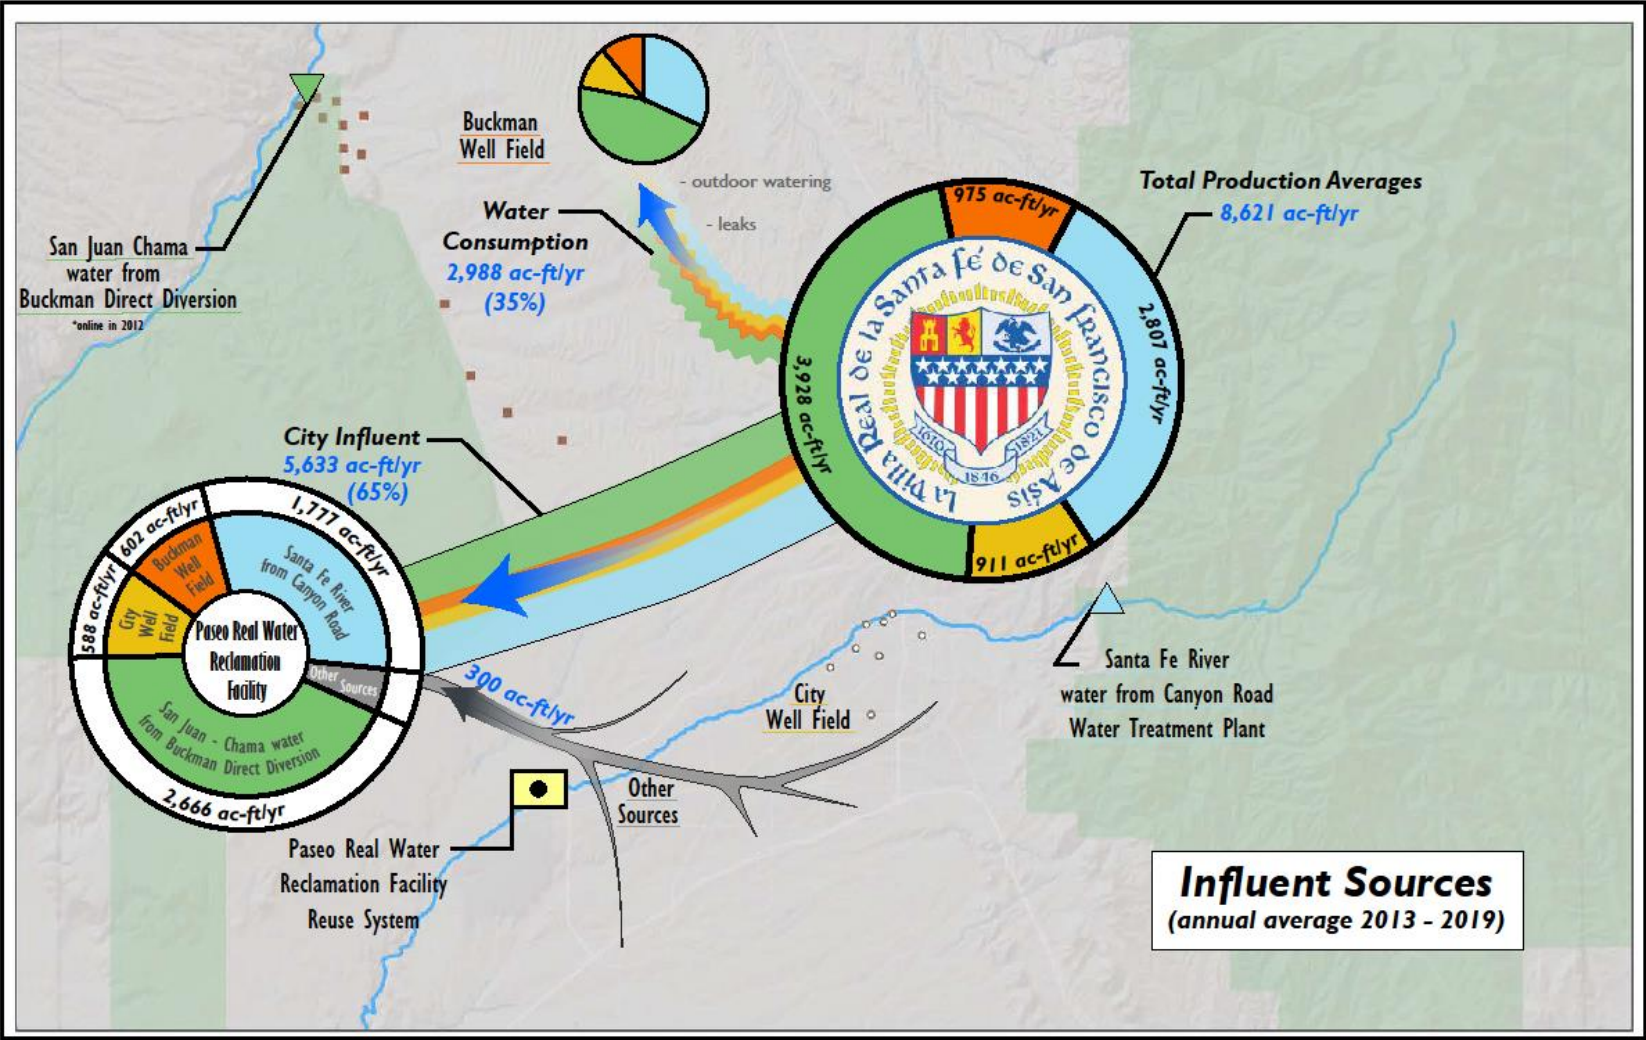 Buckman
Well Field
- outdoor watering
- leaks
Water
Consumption
2,988 ac-ft/yr
(35%)
San Juan Chama
water from
Buckman Direct Diversion
*online in 2012
Total Production Averages
8,621 ac-ft/yr
975 ac-ft/yr
2,807 ac-ft/yr
911 ac-ft/yr
3,928 ac-ft/yr
La Villa Real de la Santa Fé de San Francisco de Asís
1610
1821
1846
City Influent
5,633 ac-ft/yr
(65%)
602 ac-ft/yr
1,777 ac-ft/yr
588 ac-ft/yr
2,666 ac-ft/yr
Buckman
Well
Field
Santa Fe River
from Canyon Road
City
Well
Field
Paseo Real Water
Reclamation
Facility
Other
Sources
San Juan - Chama water
from Buckman Direct Diversion
300 ac-ft/yr
City
Well Field
Santa Fe River
water from Canyon Road
Water Treatment Plant
Other
Sources
Paseo Real Water
Reclamation Facility
Reuse System
Influent Sources
(annual average 2013 - 2019)